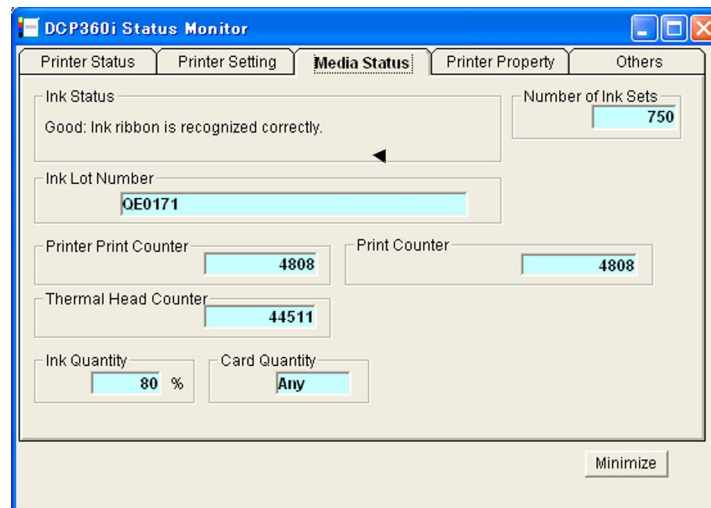 DCP360i Status Monitor
Printer Status Printer Setting Media Status Printer Property Others
Ink Status
Good: Ink ribbon is recognized correctly.
Number of Ink Sets
750
Ink Lot Number
QE0171
Printer Print Counter
4808
Print Counter
4808
Thermal Head Counter
44511
Ink Quantity
80 %
Card Quantity
Any
Minimize